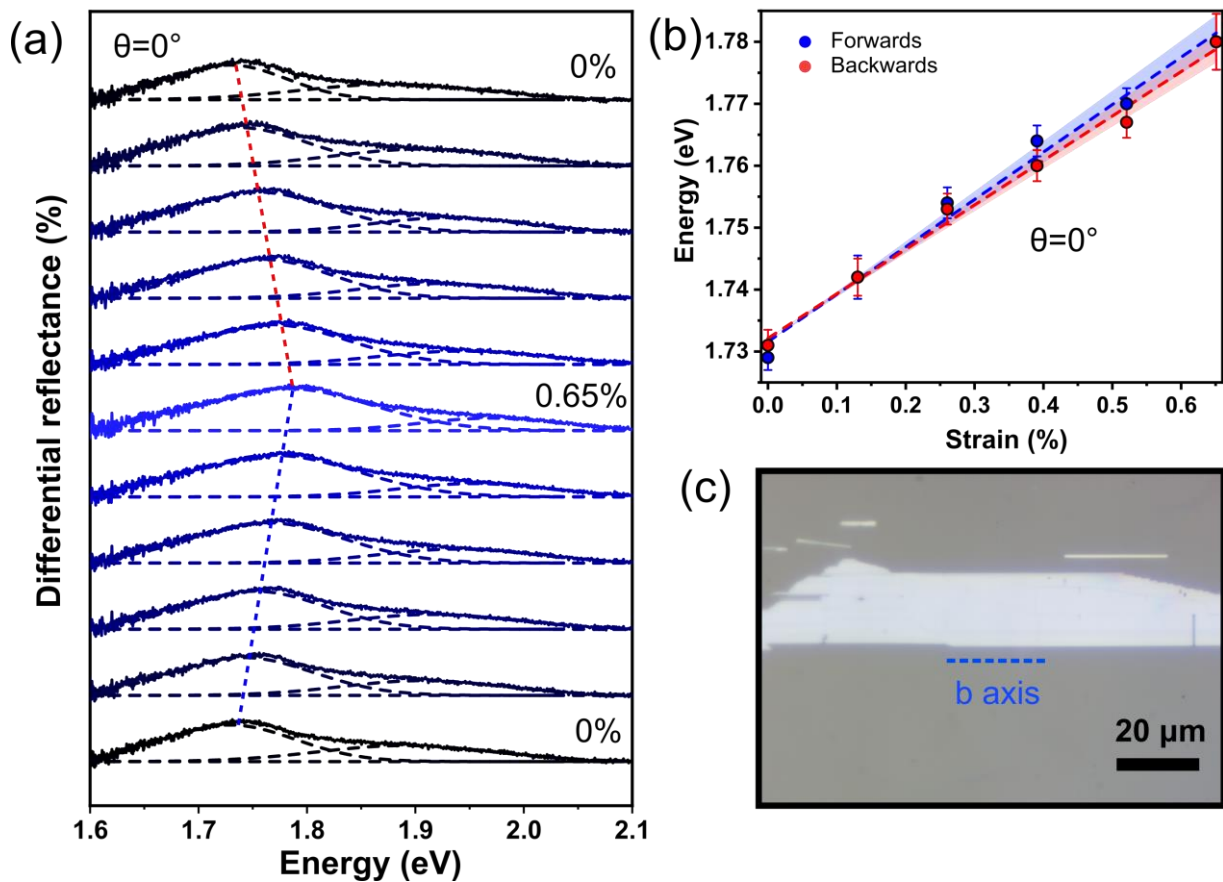 (a)
θ=0°
0%
0.65%
0%
Differential reflectance (%)
1.6 1.7 1.8 1.9 2.0 2.1
Energy (eV)
(b)
Forwards
Backwards
1.78
1.77
1.76
1.75
1.74
1.73
Energy (eV)
θ=0°
0.0 0.1 0.2 0.3 0.4 0.5 0.6
Strain (%)
(c)
b axis
20 µm